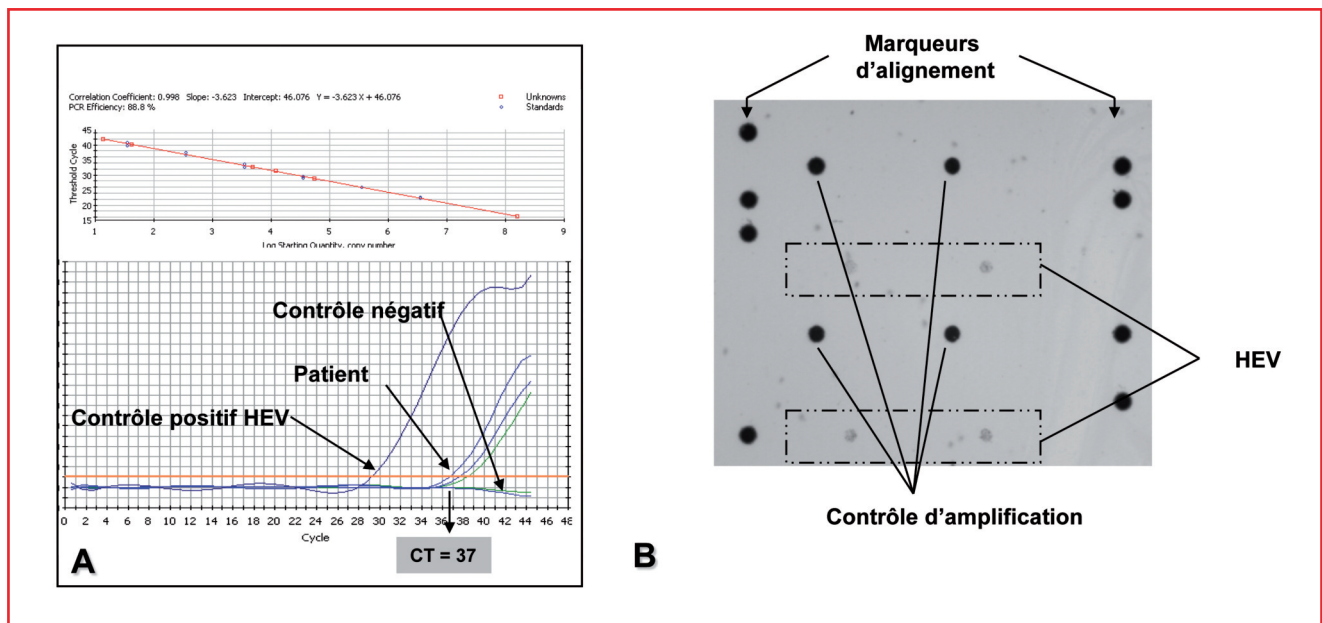 Correlation Coefficient: 0.998 Slope: -3.623 Intercept: 46.076 Y = -3.623 X + 46.076
PCR Efficiency: 88.8 %
Unknowns
Standards
Threshold Cycle
45
40
35
30
25
20
15
1 2 3 4 5 6 7 8 9
Log Starting Quantity, copy number
Contrôle négatif
Patient
Contrôle positif HEV
0 2 4 6 8 10 12 14 16 18 20 22 24 26 28 30 32 34 36 38 40 42 44 46 48
Cycle
CT = 37
A
Marqueurs
d'alignement
HEV
Contrôle d'amplification
B